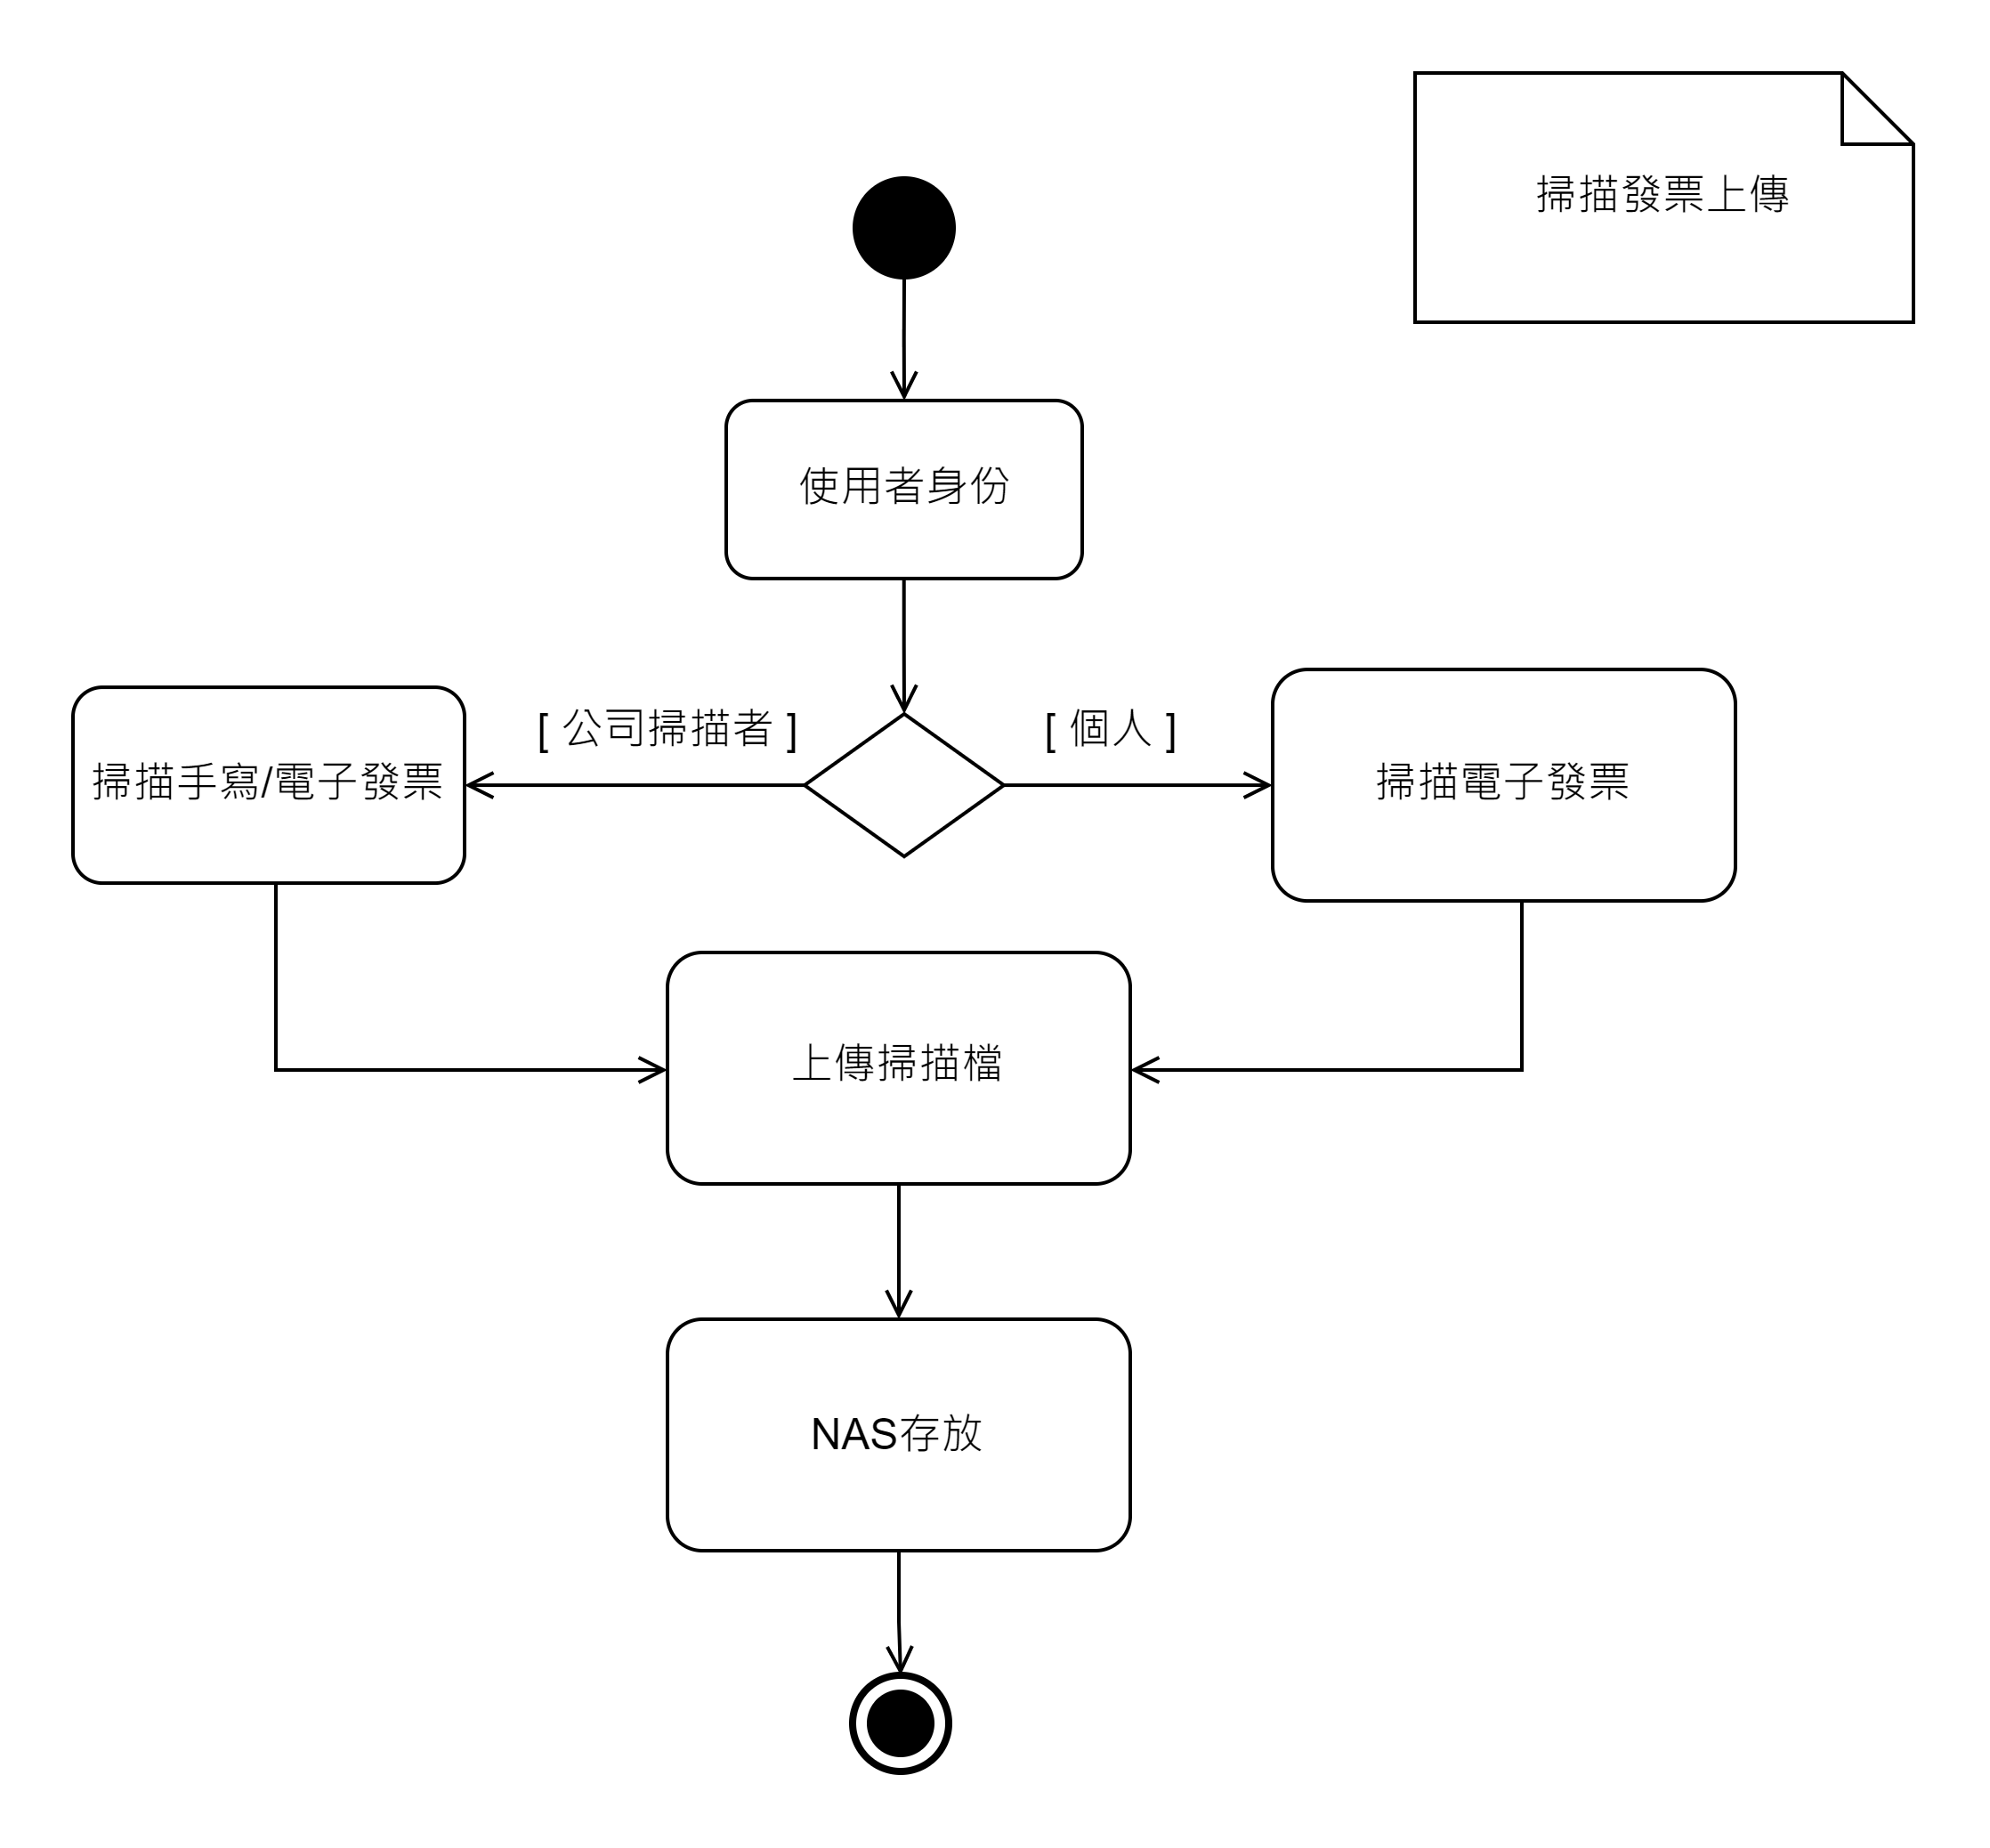 掃描發票上傳
使用者身份
[ 公司掃描者 ]
[ 個人 ]
掃描手寫/電子發票
掃描電子發票
上傳掃描檔
NAS存放